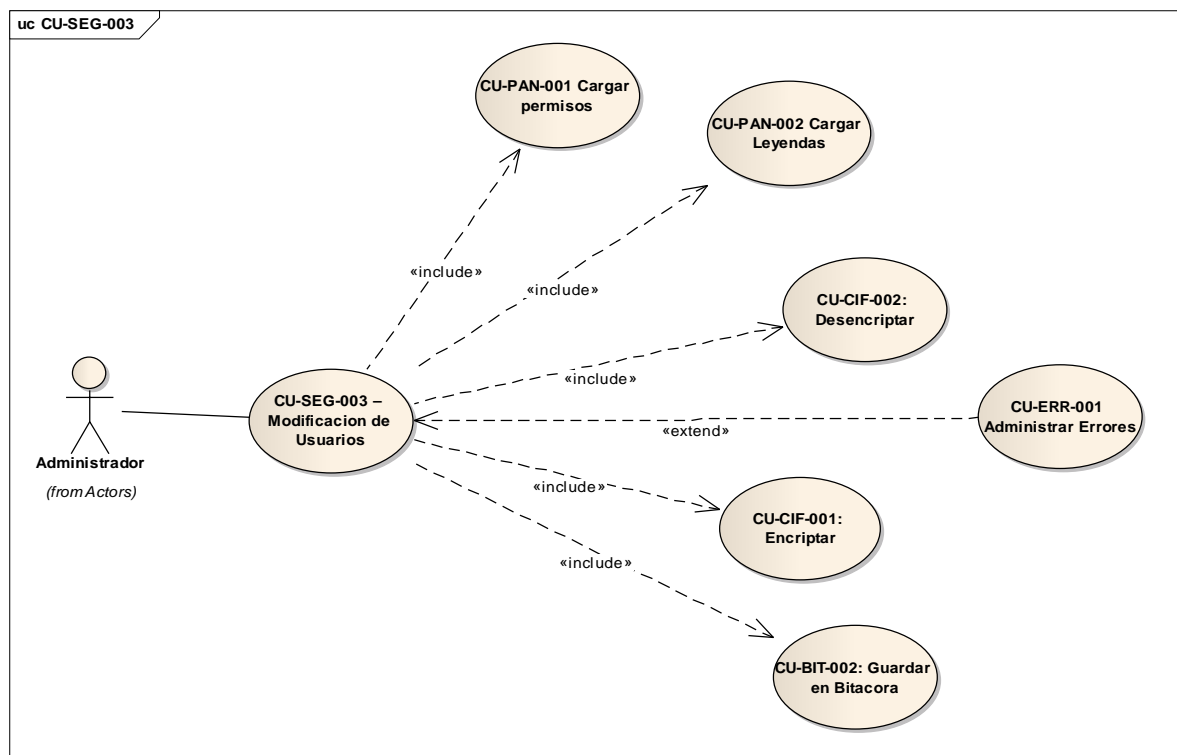 uc CU-SEG-003
CU-PAN-001 Cargar
permisos
CU-PAN-002 Cargar
Leyendas
«include»
«include»
CU-CIF-002:
Desencriptar
«include»
CU-SEG-003 –
Modificacion de
Usuarios
CU-ERR-001
Administrar Errores
«extend»
Administrador
(from Actors)
«include»
CU-CIF-001:
Encriptar
«include»
CU-BIT-002: Guardar
en Bitacora